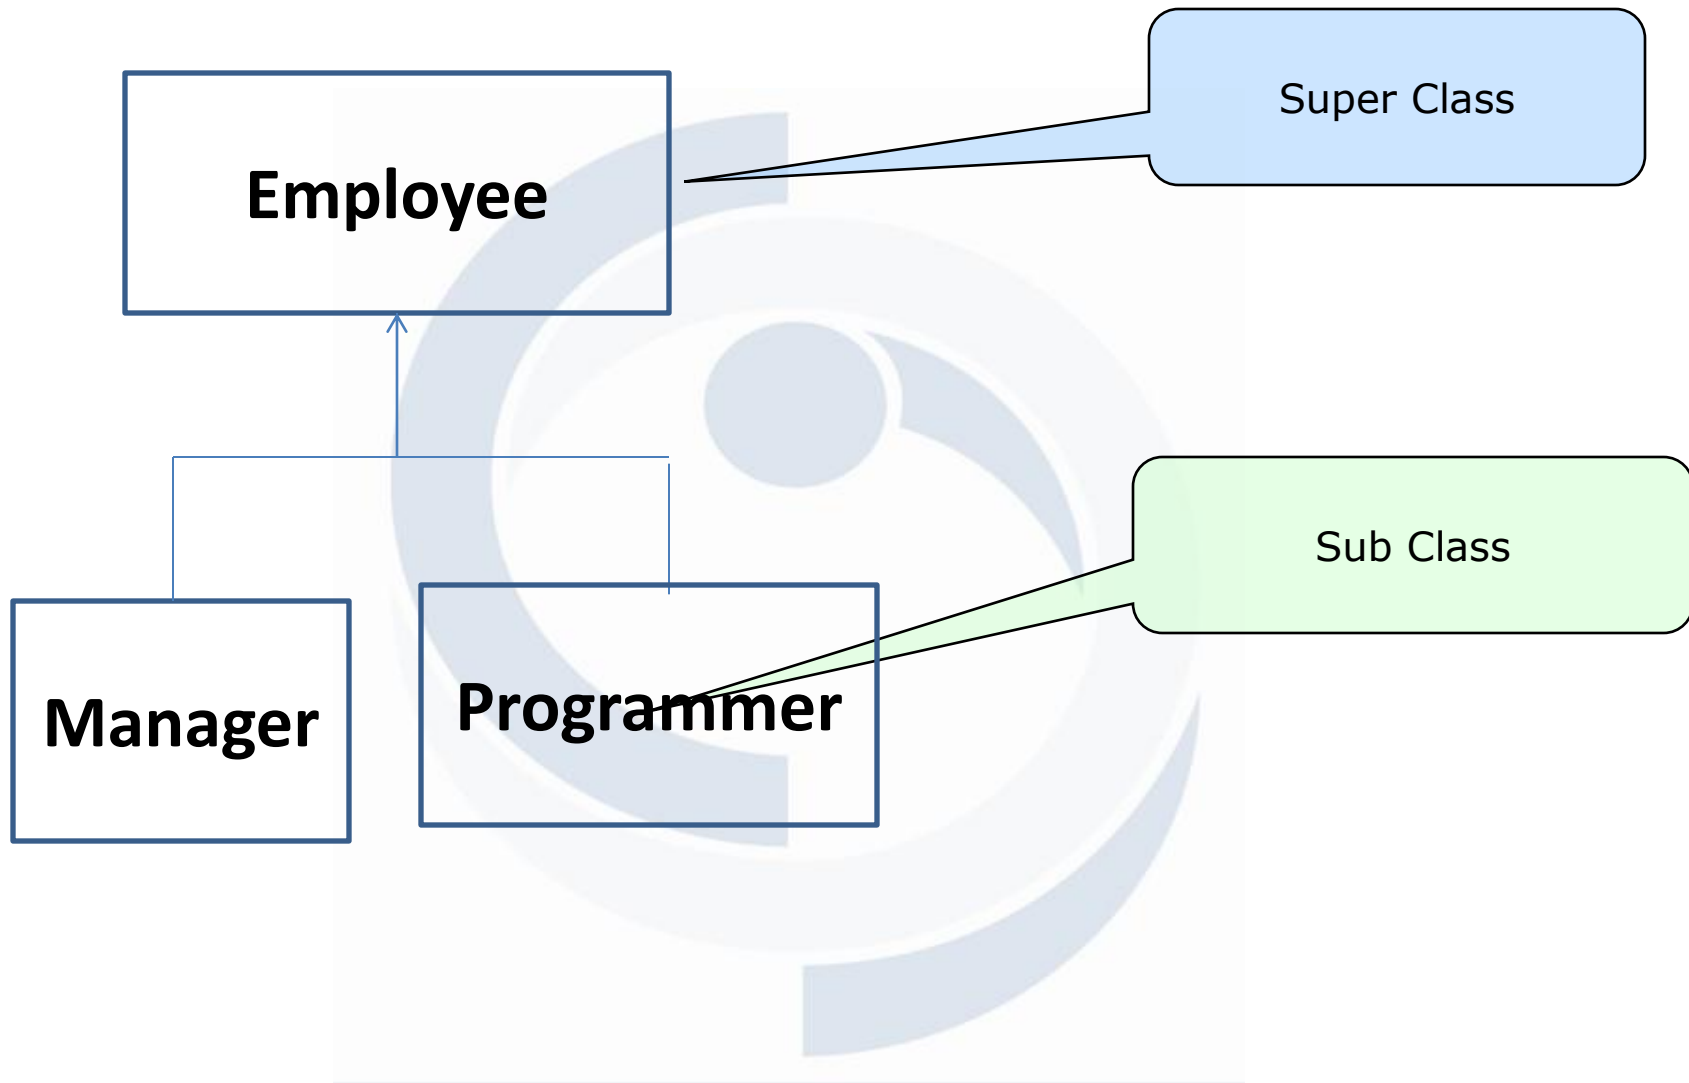 Super Class
Employee
Sub Class
Manager
Programmer